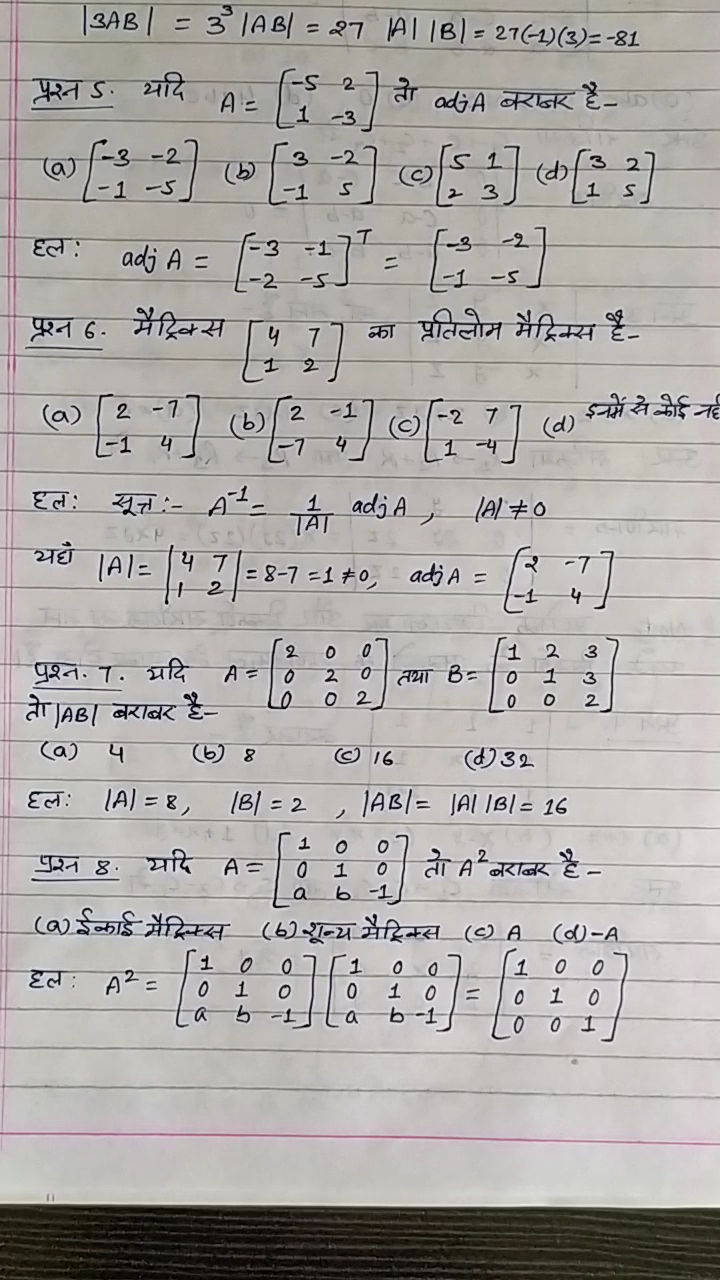 |3AB| = 3³ |AB| = 27 |A| |B| = 27(-1)(3) = -81
प्रश्न 5. यदि A = [-5 2; 1 -3] तो adj A बराबर है-
(a) [-3 -2; -1 -5] (b) [3 -2; -1 5] (c) [5 1; 2 3] (d) [3 2; 1 5]
हल: adj A = [-3 -1; -2 -5]ᵀ = [-3 -2; -1 -5]
प्रश्न 6. मैट्रिक्स [4 7; 1 2] का प्रतिलोम मैट्रिक्स है-
(a) [2 -7; -1 4] (b) [2 -1; -7 4] (c) [-2 7; 1 -4] (d) इनमें से कोई नहीं
हल: सूत्र:- A⁻¹ = 1/|A| adj A, |A| ≠ 0
यहाँ |A| = |4 7; 1 2| = 8-7 = 1 ≠ 0, adj A = [2 -7; -1 4]
प्रश्न. 7. यदि A = [2 0 0; 0 2 0; 0 0 2] तथा B = [1 2 3; 0 1 3; 0 0 2]
तो |AB| बराबर है-
(a) 4 (b) 8 (c) 16 (d) 32
हल: |A| = 8, |B| = 2, |AB| = |A| |B| = 16
प्रश्न 8. यदि A = [1 0 0; 0 1 0; a b -1] तो A² बराबर है-
(a) ईकाई मैट्रिक्स (b) शून्य मैट्रिक्स (c) A (d) -A
हल: A² = [1 0 0; 0 1 0; a b -1] [1 0 0; 0 1 0; a b -1] = [1 0 0; 0 1 0; 0 0 1]